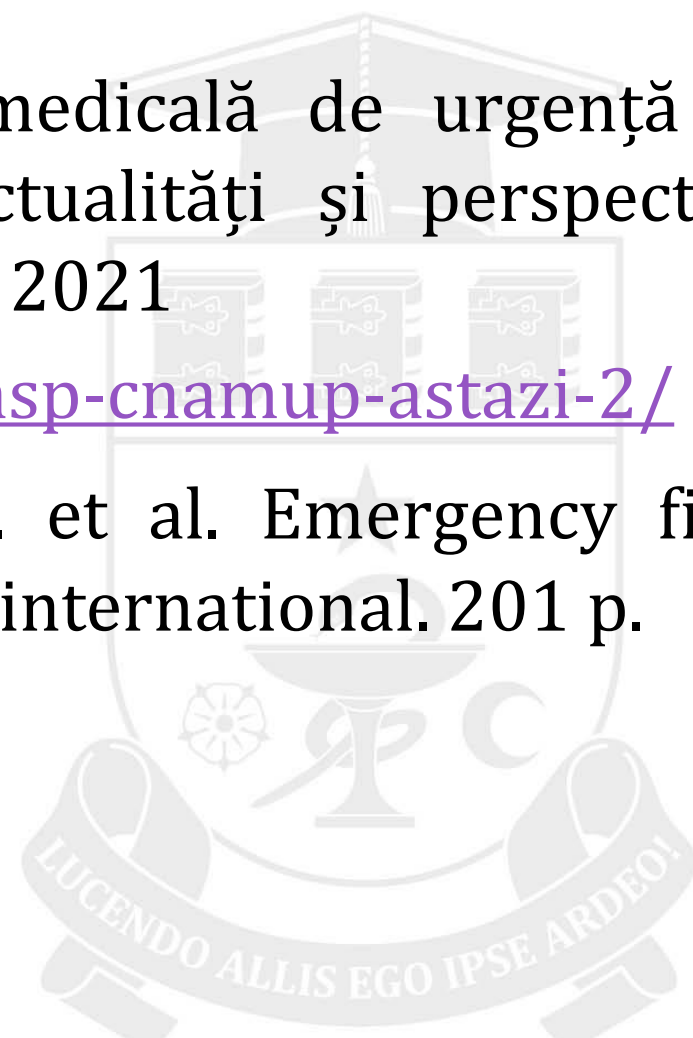 medicală de urgență
ctualități și perspect
2021
nsp-cnamup-astazi-2/
. et al. Emergency fi
international. 201 p.
LUCENDO ALLIS EGO IPSE ARDEO!